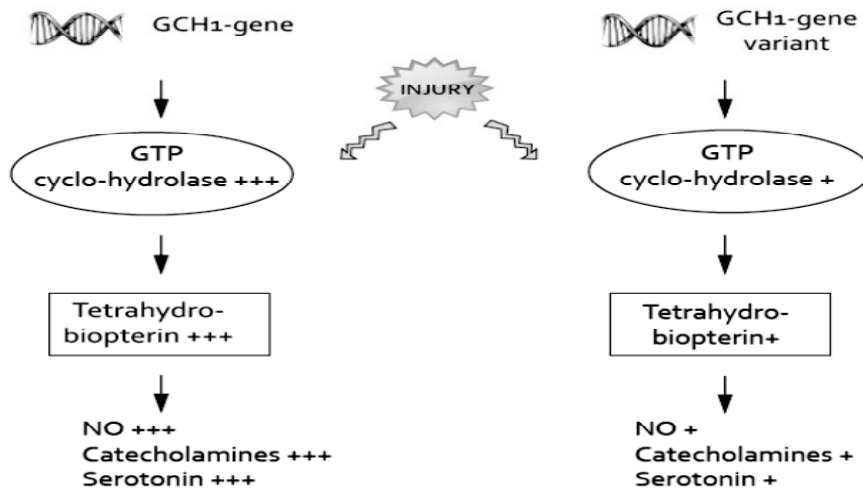 GCH1-gene
GTP
cyclo-hydrolase +++
Tetrahydro-
biopterin +++
NO +++
Catecholamines +++
Serotonin +++
INJURY
GCH1-gene
variant
GTP
cyclo-hydrolase +
Tetrahydro-
biopterin+
NO +
Catecholamines +
Serotonin +